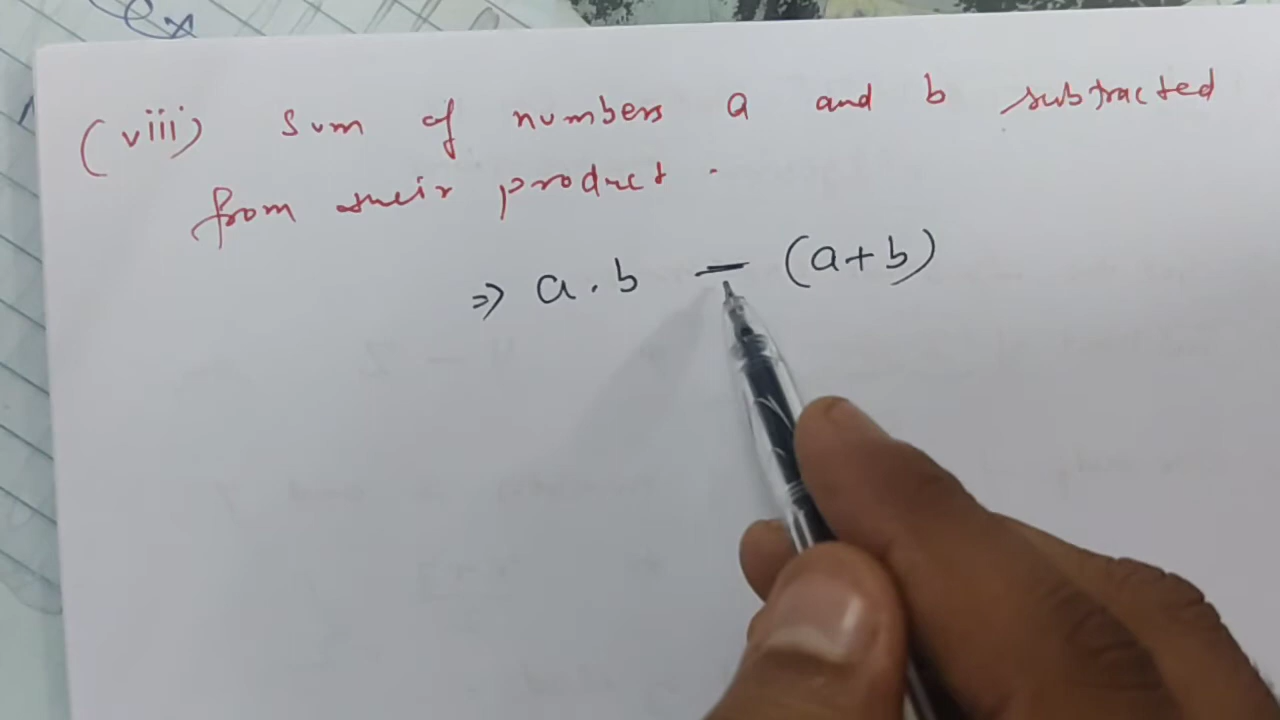 (viii) Sum of numbers a and b subtracted
from their product.
⇒ a.b − (a+b)